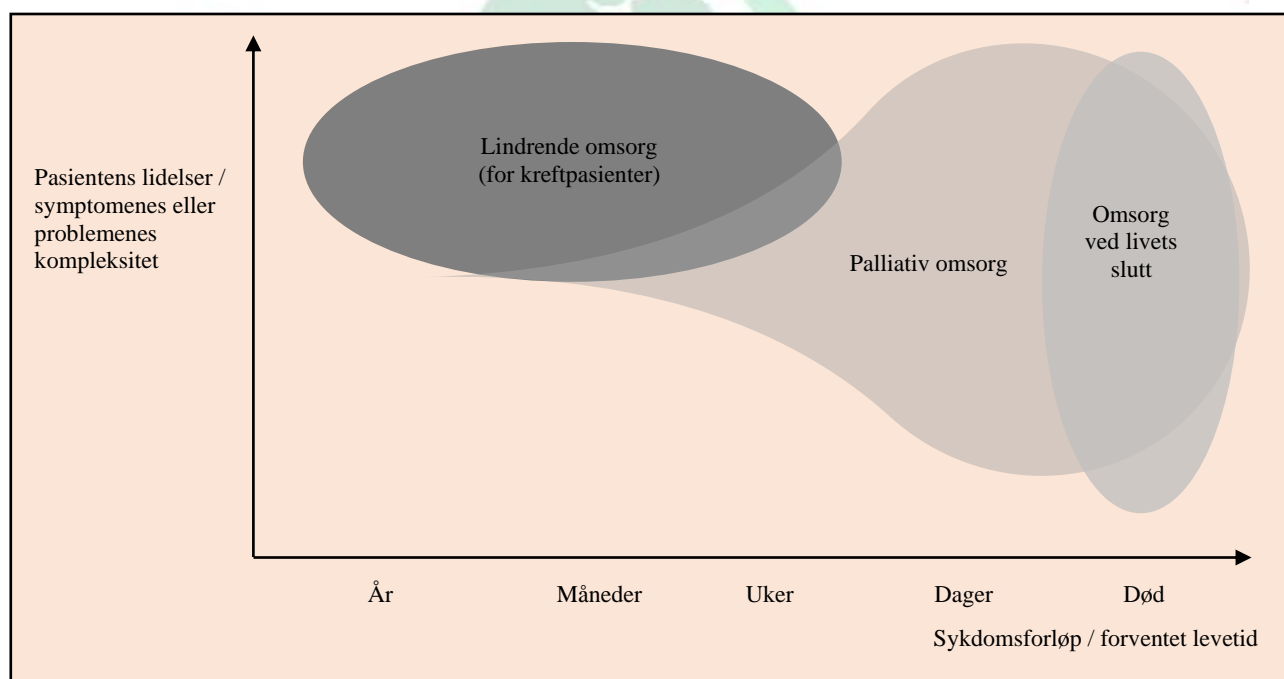 Pasientens lidelser /
symptomenes eller
problemenes
kompleksitet
Lindrende omsorg
(for kreftpasienter)
Palliativ omsorg
Omsorg
ved livets
slutt
År
Måneder
Uker
Dager
Død
Sykdomsforløp / forventet levetid